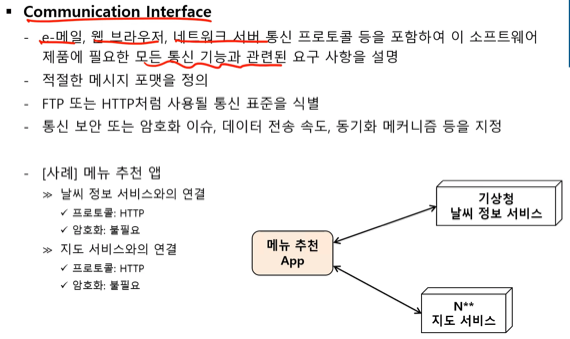 ▪ Communication Interface
- e-메일, 웹 브라우저, 네트워크 서버 통신 프로토콜 등을 포함하여 이 소프트웨어
제품에 필요한 모든 통신 기능과 관련된 요구 사항을 설명
- 적절한 메시지 포맷을 정의
- FTP 또는 HTTP처럼 사용될 통신 표준을 식별
- 통신 보안 또는 암호화 이슈, 데이터 전송 속도, 동기화 메커니즘 등을 지정
- [사례] 메뉴 추천 앱
≫ 날씨 정보 서비스와의 연결
✓ 프로토콜: HTTP
✓ 암호화: 불필요
≫ 지도 서비스와의 연결
✓ 프로토콜: HTTP
✓ 암호화: 불필요
메뉴 추천
App
기상청
날씨 정보 서비스
N**
지도 서비스